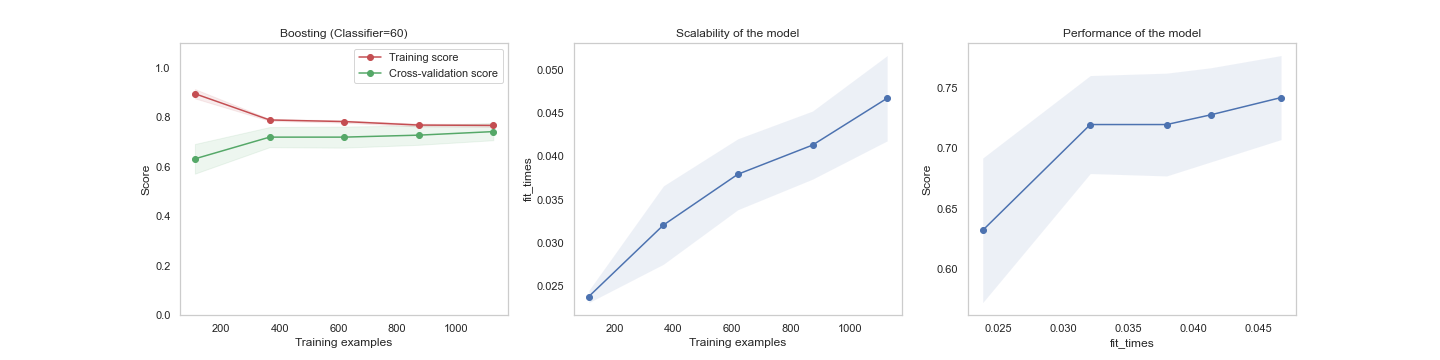 Boosting (Classifier=60)
Training score
Cross-validation score
Score
1.0
0.8
0.6
0.4
0.2
0.0
200 400 600 800 1000
Training examples
Scalability of the model
fit_times
0.050
0.045
0.040
0.035
0.030
0.025
200 400 600 800 1000
Training examples
Performance of the model
Score
0.75
0.70
0.65
0.60
0.025 0.030 0.035 0.040 0.045
fit_times